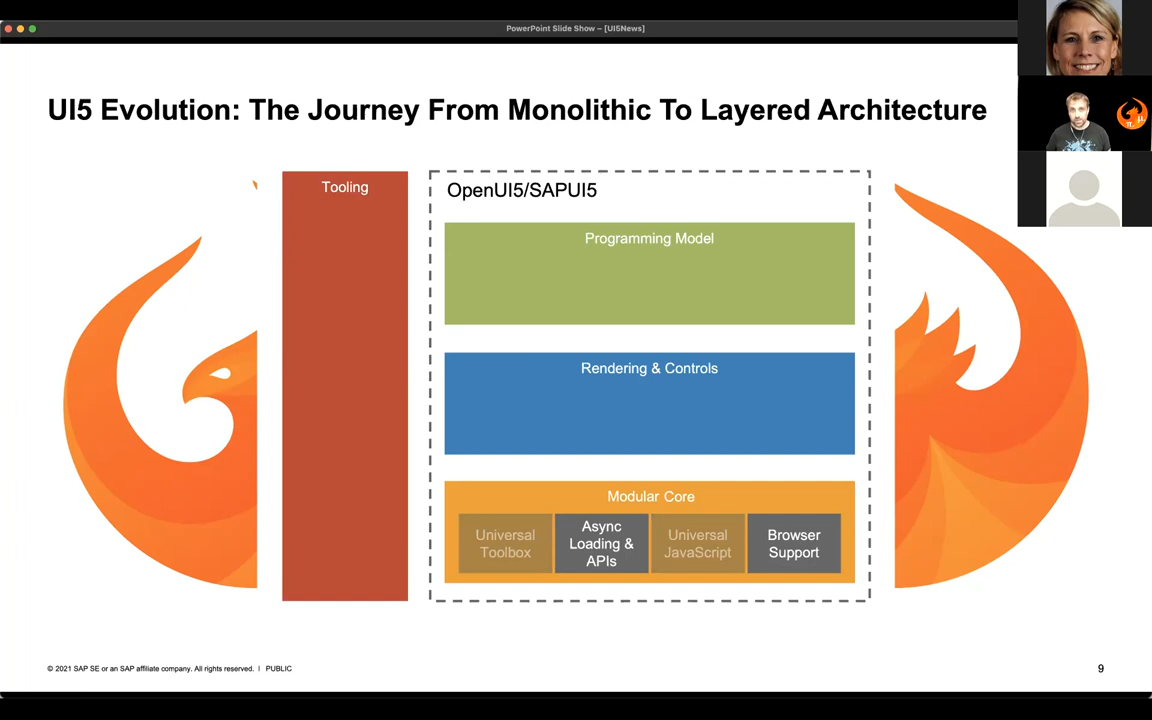 PowerPoint Slide Show – [UI5News]
UI5 Evolution: The Journey From Monolithic To Layered Architecture
Tooling
OpenUI5/SAPUI5
Programming Model
Rendering & Controls
Modular Core
Universal
Toolbox
Async
Loading &
APIs
Universal
JavaScript
Browser
Support
© 2021 SAP SE or an SAP affiliate company. All rights reserved. | PUBLIC
9